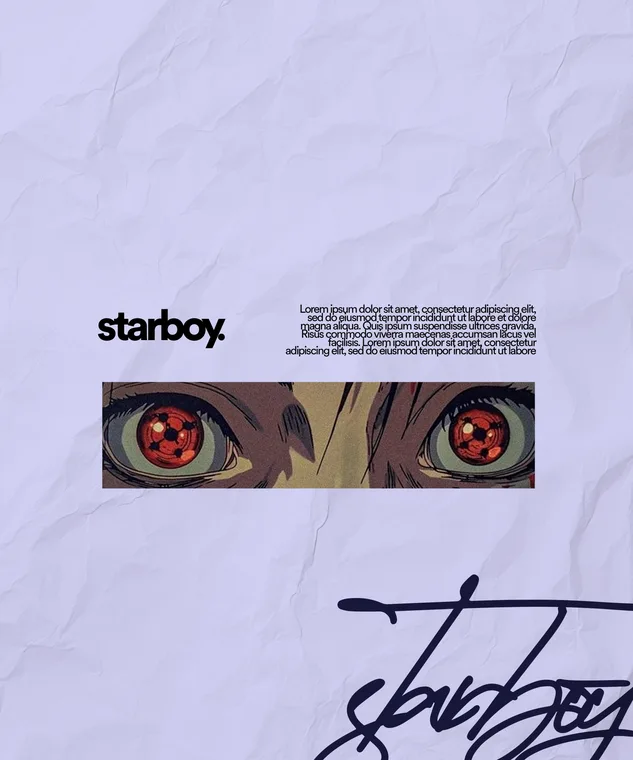 starboy.
Lorem ipsum dolor sit amet, consectetur adipiscing elit,
sed do eiusmod tempor incididunt ut labore et dolore
magna aliqua. Quis ipsum suspendisse ultrices gravida.
Risus commodo viverra maecenas accumsan lacus vel
facilisis. Lorem ipsum dolor sit amet, consectetur
adipiscing elit, sed do eiusmod tempor incididunt ut labore
starboy